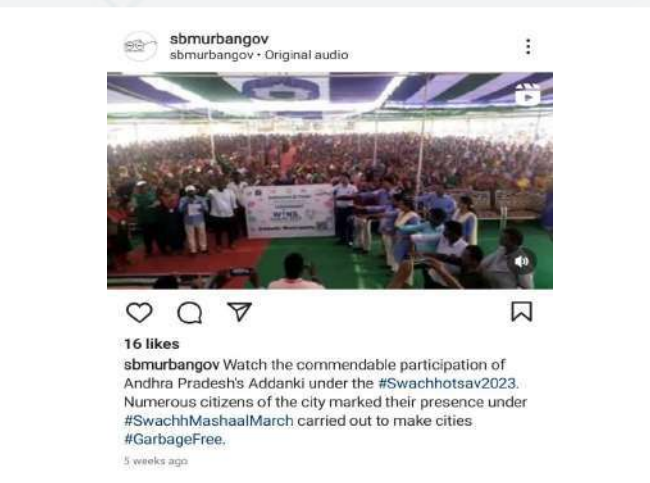 sbmurbangov
sbmurbangov • Original audio
WINS
16 likes
sbmurbangov Watch the commendable participation of
Andhra Pradesh's Addanki under the #Swachhotsav2023.
Numerous citizens of the city marked their presence under
#SwachhMashaalMarch carried out to make cities
#GarbageFree.
5 weeks ago